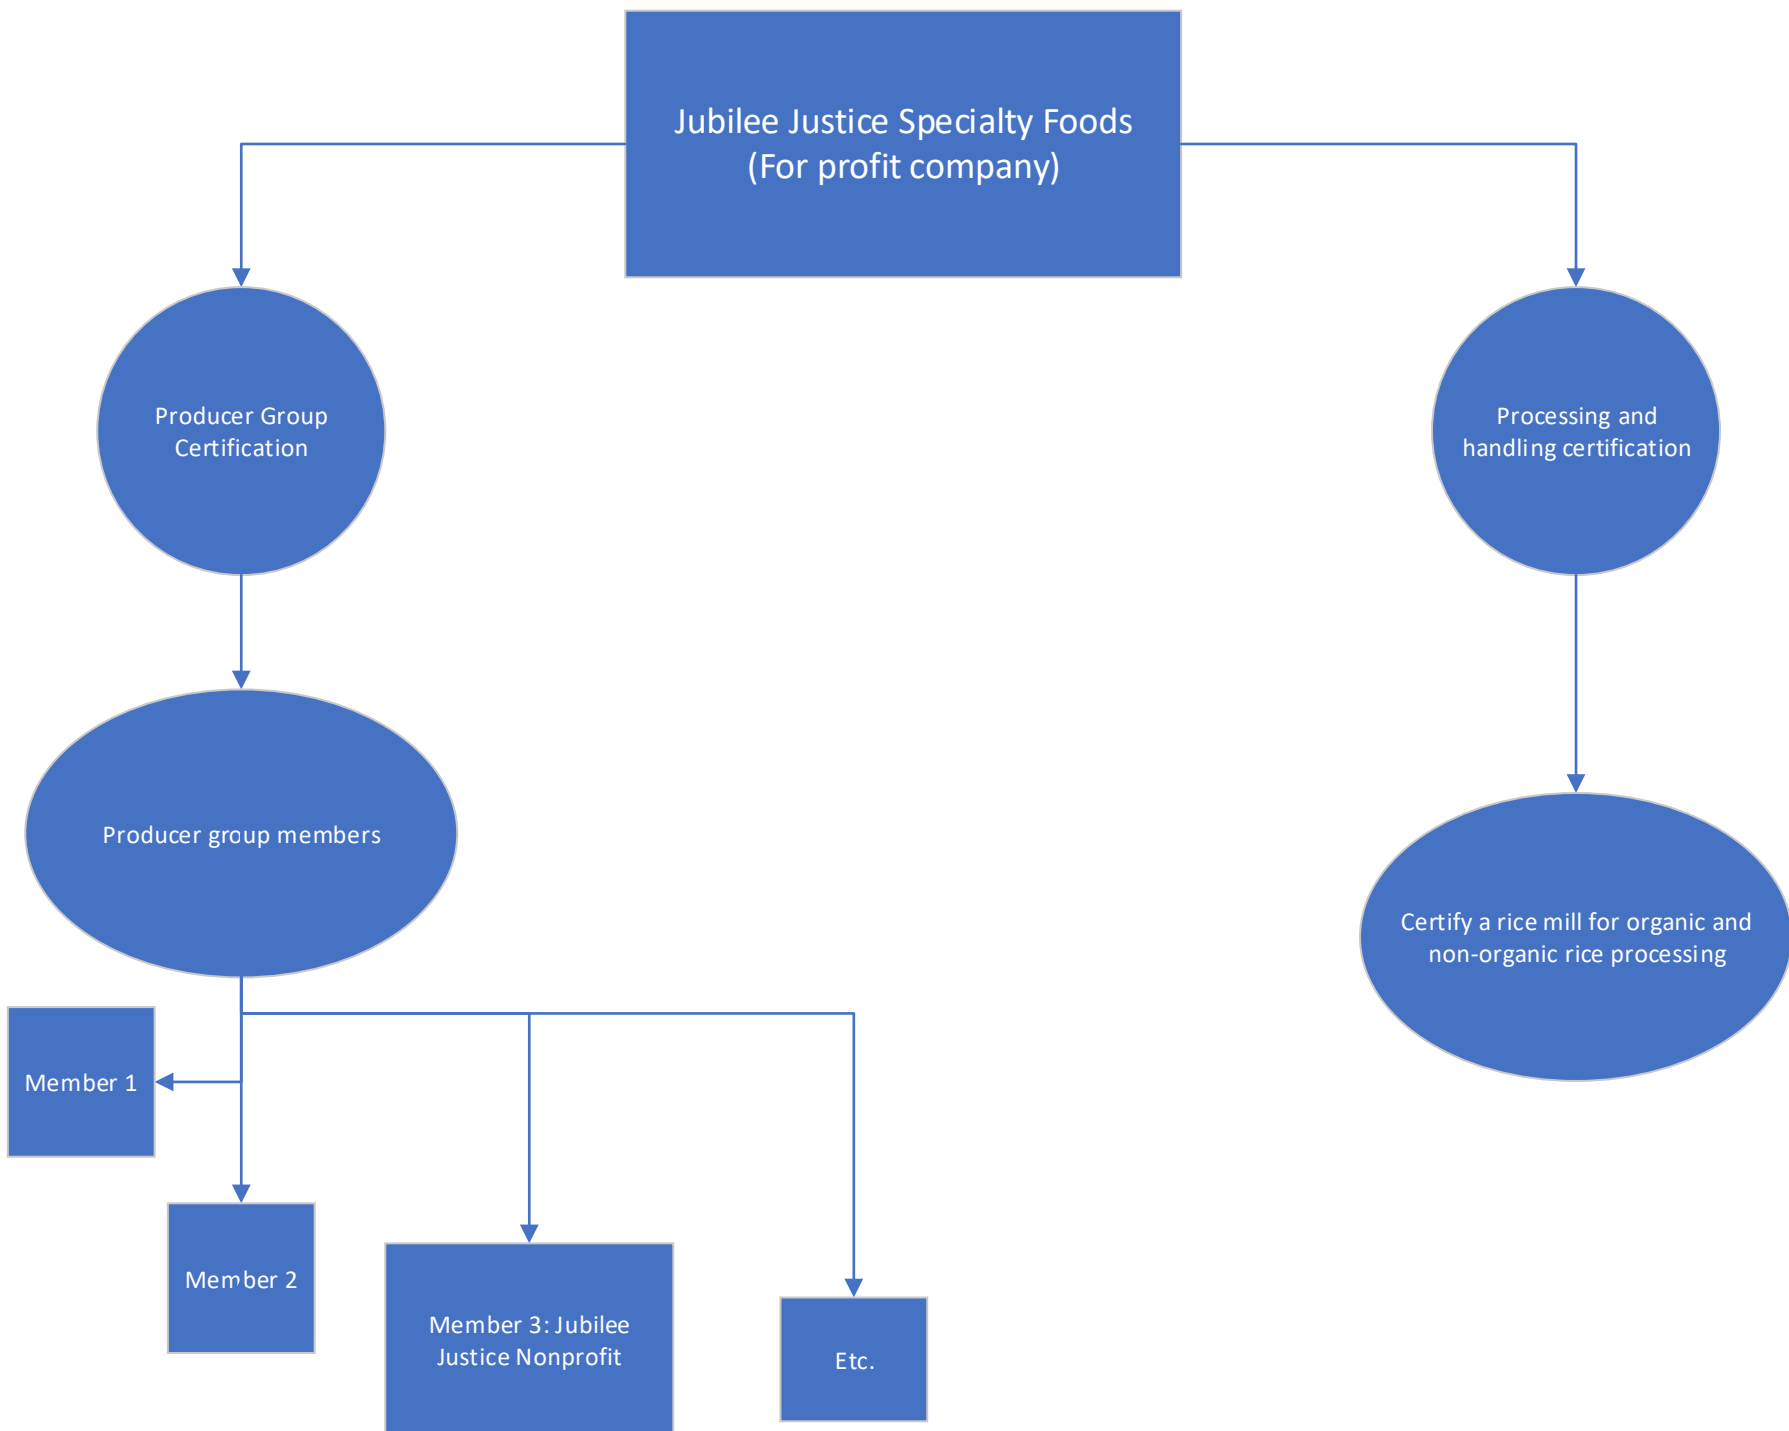 Jubilee Justice Specialty Foods
(For profit company)
Producer Group
Certification
Processing and
handling certification
Producer group members
Certify a rice mill for organic and
non-organic rice processing
Member 1
Member 2
Member 3: Jubilee
Justice Nonprofit
Etc.